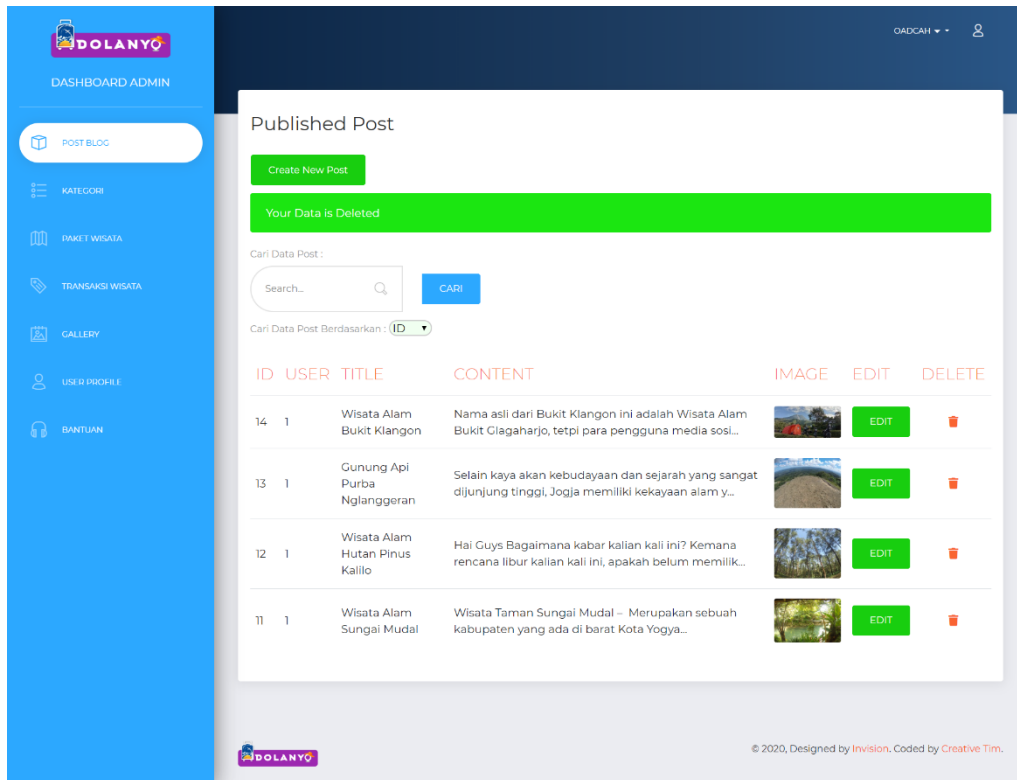 DOLANYO
DASHBOARD ADMIN
POST BLOG
KATEGORI
PAKET WISATA
TRANSAKSI WISATA
GALLERY
USER PROFILE
BANTUAN
OADCAH
Published Post
Create New Post
Your Data is Deleted
Cari Data Post :
Search...
CARI
Cari Data Post Berdasarkan : ID
ID USER TITLE CONTENT IMAGE EDIT DELETE
14 1 Wisata Alam Nama asli dari Bukit Klangon ini adalah Wisata Alam EDIT
Bukit Klangon Bukit Glagaharjo, tetpi para pengguna media sosi...
13 1 Gunung Api Selain kaya akan kebudayaan dan sejarah yang sangat EDIT
Purba dijunjung tinggi, Jogja memiliki kekayaan alam y...
Nglanggeran
12 1 Wisata Alam Hai Guys Bagaimana kabar kalian kali ini? Kemana EDIT
Hutan Pinus rencana libur kalian kali ini, apakah belum memilik...
Kalilo
11 1 Wisata Alam Wisata Taman Sungai Mudal – Merupakan sebuah EDIT
Sungai Mudal kabupaten yang ada di barat Kota Yogya...
DOLANYO
© 2020, Designed by Invision. Coded by Creative Tim.